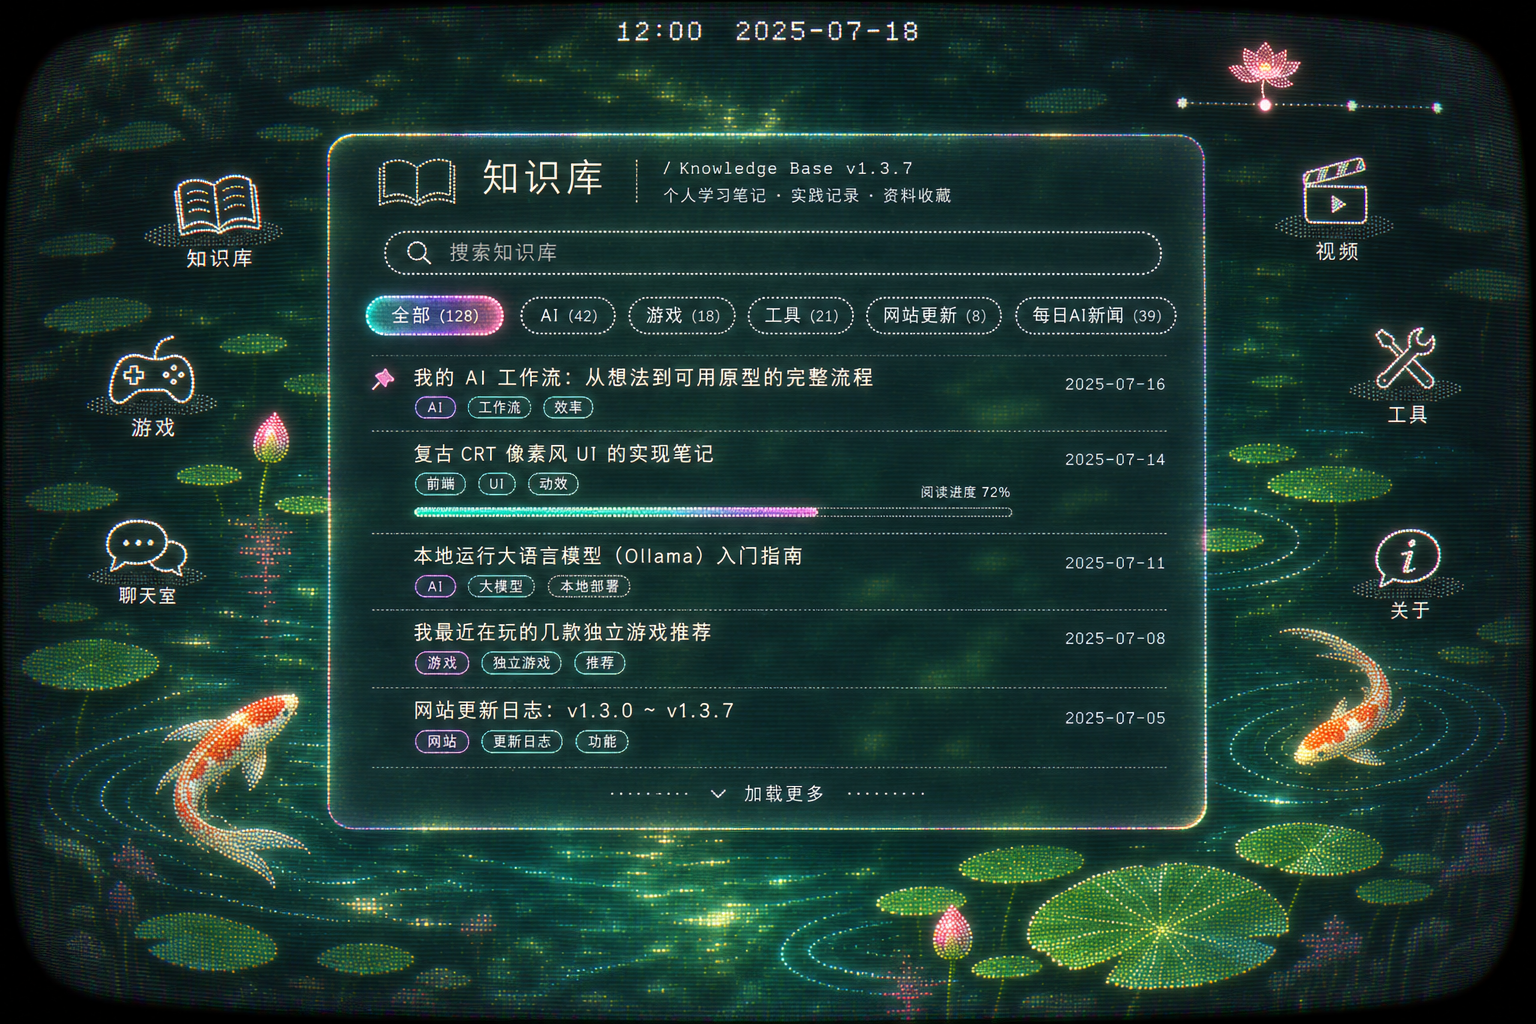 12:00 2025-07-18
知识库
/ Knowledge Base v1.3.7
个人学习笔记 · 实践记录 · 资料收藏
搜索知识库
全部 (128) AI (42) 游戏 (18) 工具 (21) 网站更新 (8) 每日AI新闻 (39)
我的 AI 工作流：从想法到可用原型的完整流程 2025-07-16
AI 工作流 效率
复古 CRT 像素风 UI 的实现笔记 2025-07-14
前端 UI 动效
阅读进度 72%
本地运行大语言模型（Ollama）入门指南 2025-07-11
AI 大模型 本地部署
我最近在玩的几款独立游戏推荐 2025-07-08
游戏 独立游戏 推荐
网站更新日志：v1.3.0 ~ v1.3.7 2025-07-05
网站 更新日志 功能
加载更多
知识库
游戏
聊天室
视频
工具
关于